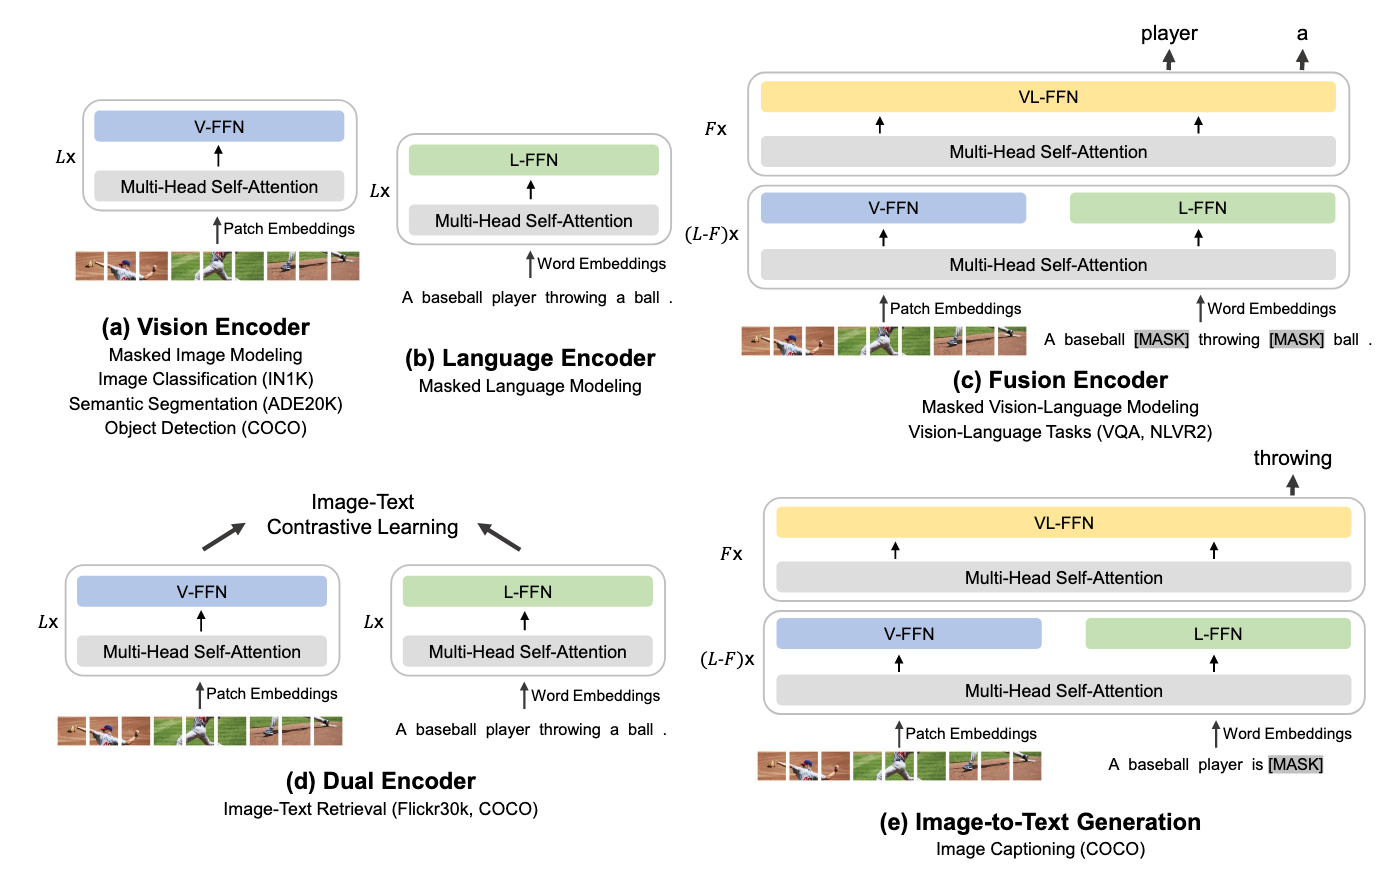 V-FFN
Lx
Multi-Head Self-Attention
Patch Embeddings
(a) Vision Encoder
Masked Image Modeling
Image Classification (IN1K)
Semantic Segmentation (ADE20K)
Object Detection (COCO)
L-FFN
Lx
Multi-Head Self-Attention
Word Embeddings
A baseball player throwing a ball .
(b) Language Encoder
Masked Language Modeling
player a
VL-FFN
Fx
Multi-Head Self-Attention
V-FFN L-FFN
(L-F)x
Multi-Head Self-Attention
Patch Embeddings Word Embeddings
A baseball [MASK] throwing [MASK] ball .
(c) Fusion Encoder
Masked Vision-Language Modeling
Vision-Language Tasks (VQA, NLVR2)
Image-Text
Contrastive Learning
V-FFN L-FFN
Lx Lx
Multi-Head Self-Attention Multi-Head Self-Attention
Patch Embeddings Word Embeddings
A baseball player throwing a ball .
(d) Dual Encoder
Image-Text Retrieval (Flickr30k, COCO)
throwing
VL-FFN
Fx
Multi-Head Self-Attention
V-FFN L-FFN
(L-F)x
Multi-Head Self-Attention
Patch Embeddings Word Embeddings
A baseball player is [MASK]
(e) Image-to-Text Generation
Image Captioning (COCO)